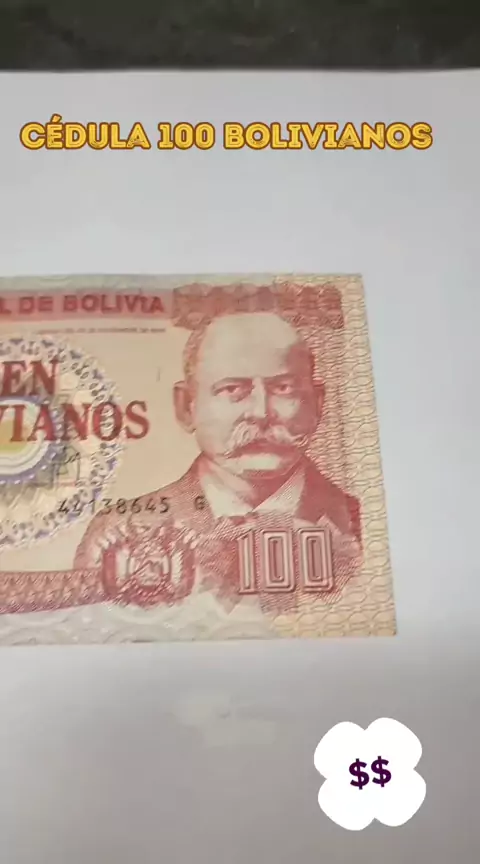 CÉDULA 100 BOLIVIANOS
L DE BOLIVIA
EN
VIANOS
44138645 G
100
$$